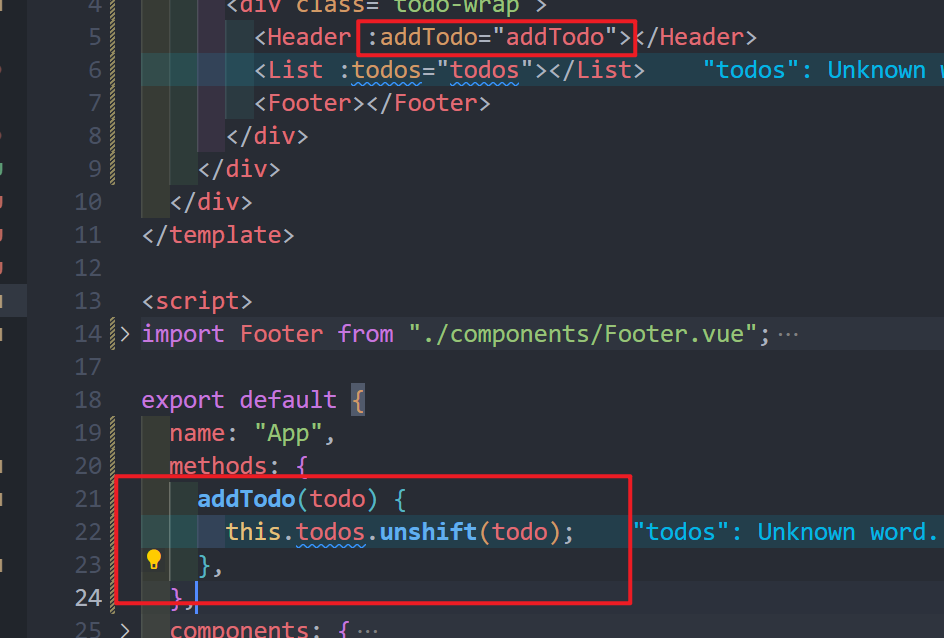 4 <div class="todo-wrap">
5 <Header :addTodo="addTodo"></Header>
6 <List :todos="todos"></List> "todos": Unknown w
7 <Footer></Footer>
8 </div>
9 </div>
10 </div>
11 </template>
12
13 <script>
14 import Footer from "./components/Footer.vue"; ...
17
18 export default {
19 name: "App",
20 methods: {
21 addTodo(todo) {
22 this.todos.unshift(todo); "todos": Unknown word.
23 },
24 },
25 components: { ...